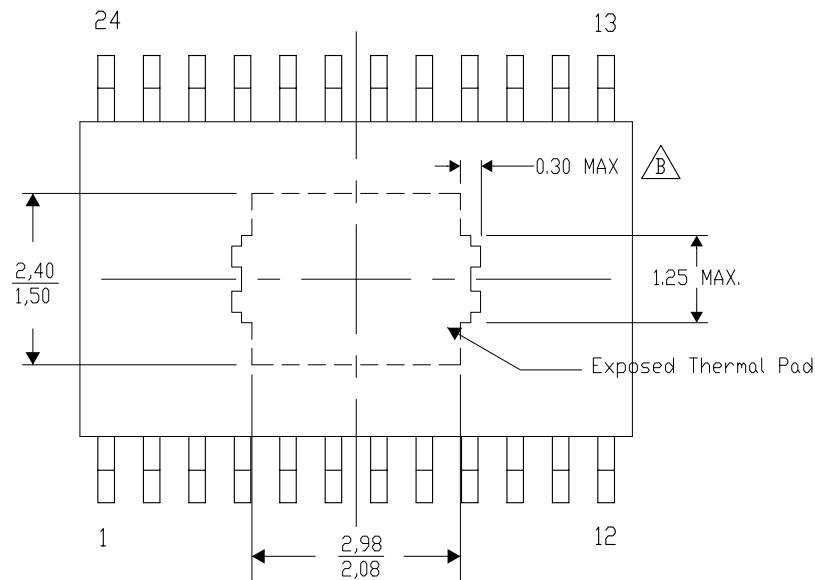 24
13
0.30 MAX
B
2,40
1,50
1.25 MAX.
Exposed Thermal Pad
1
12
2,98
2,08